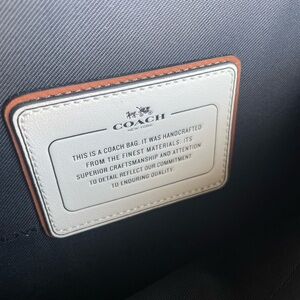 COACH
NEW YORK
THIS IS A COACH BAG. IT WAS HANDCRAFTED
FROM THE FINEST MATERIALS. ITS
SUPERIOR CRAFTSMANSHIP AND ATTENTION
TO DETAIL REFLECT OUR COMMITMENT
TO ENDURING QUALITY.